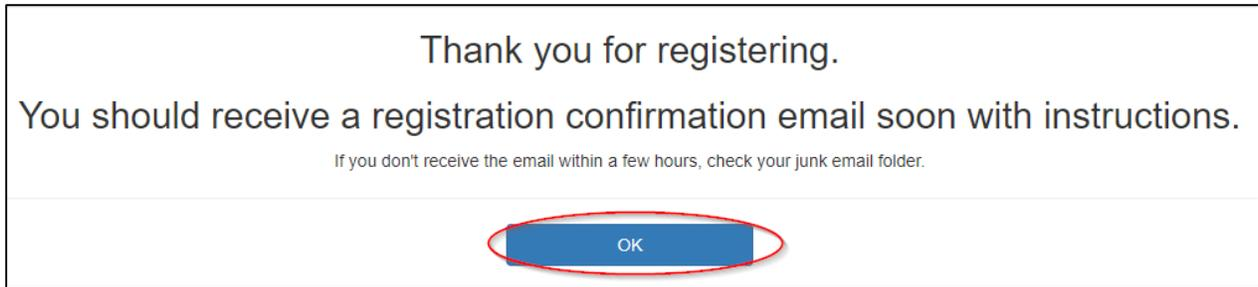 Thank you for registering.
You should receive a registration confirmation email soon with instructions.
If you don't receive the email within a few hours, check your junk email folder.
OK